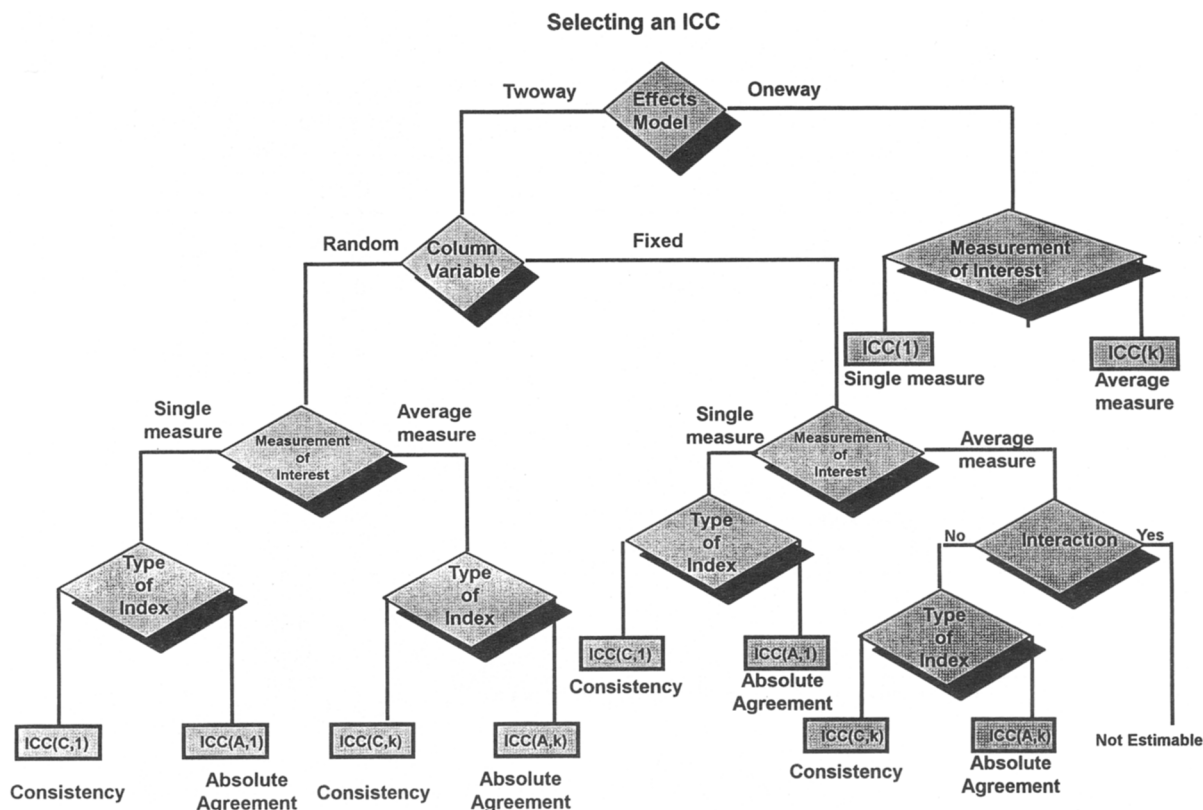 Selecting an ICC
Twoway
Effects
Model
Oneway
Random
Column
Variable
Fixed
Measurement
of Interest
ICC(1)
Single measure
ICC(k)
Average
measure
Single
measure
Measurement
of
Interest
Average
measure
Single
measure
Measurement
of
Interest
Average
measure
Type
of
Index
Type
of
Index
Type
of
Index
No
Interaction
Yes
Type
of
Index
ICC(C,1)
Consistency
ICC(A,1)
Absolute
Agreement
ICC(C,1)
Consistency
ICC(A,1)
Absolute
Agreement
ICC(C,k)
Consistency
ICC(A,k)
Absolute
Agreement
ICC(C,k)
Consistency
ICC(A,k)
Absolute
Agreement
Not Estimable